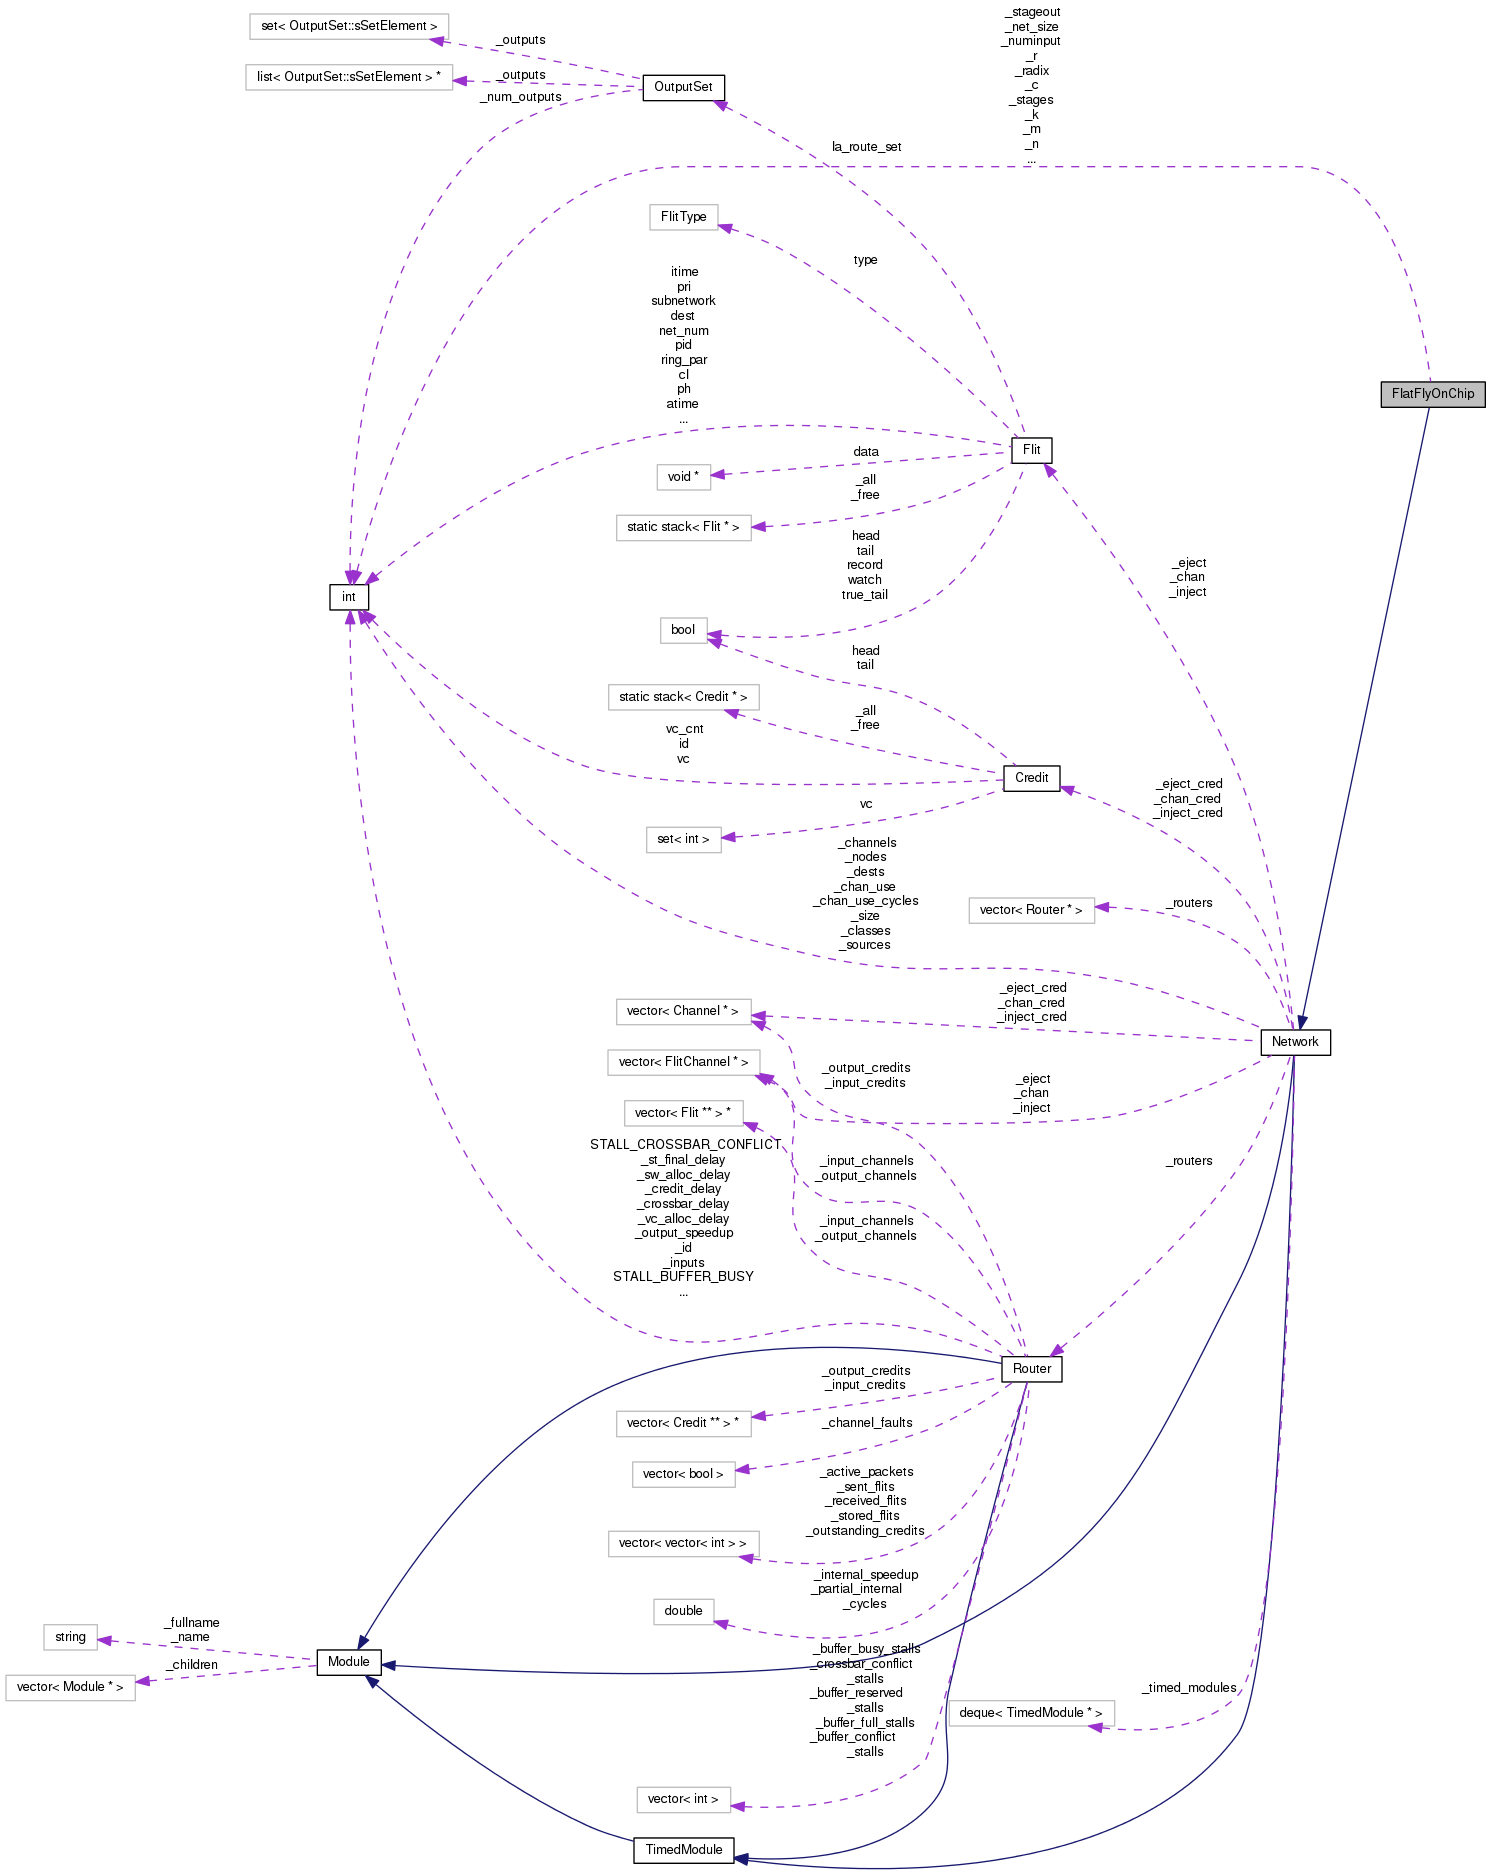 set< OutputSet::sSetElement >
_outputs
list< OutputSet::sSetElement > *
_outputs
_num_outputs
OutputSet
_stageout
_net_size
_numinput
_r
_radix
_c
_stages
_k
_m
_n
...
la_route_set
FlitType
type
itime
pri
subnetwork
dest
net_num
pid
ring_par
cl
ph
atime
...
FlatFlyOnChip
Flit
void *
data
static stack< Flit * >
_all
_free
head
tail
record
watch
true_tail
_eject
_chan
_inject
int
bool
head
tail
static stack< Credit * >
_all
_free
vc_cnt
id
vc
Credit
_eject_cred
_chan_cred
_inject_cred
set< int >
vc
_channels
_nodes
_dests
_chan_use
_chan_use_cycles
_size
_classes
_sources
vector< Router * >
_routers
vector< Channel * >
_eject_cred
_chan_cred
_inject_cred
Network
vector< FlitChannel * >
_output_credits
_input_credits
_eject
_chan
_inject
vector< Flit ** > *
STALL_CROSSBAR_CONFLICT
_st_final_delay
_sw_alloc_delay
_credit_delay
_crossbar_delay
_vc_alloc_delay
_output_speedup
_id
_inputs
STALL_BUFFER_BUSY
...
_input_channels
_output_channels
_input_channels
_output_channels
_routers
Router
_output_credits
_input_credits
vector< Credit ** > *
_channel_faults
vector< bool >
_active_packets
_sent_flits
_received_flits
_stored_flits
_outstanding_credits
vector< vector< int > >
_internal_speedup
_partial_internal
_cycles
double
string
_fullname
_name
_children
vector< Module * >
Module
_buffer_busy_stalls
_crossbar_conflict
_stalls
_buffer_reserved
_stalls
_buffer_full_stalls
_buffer_conflict
_stalls
_timed_modules
deque< TimedModule * >
vector< int >
TimedModule